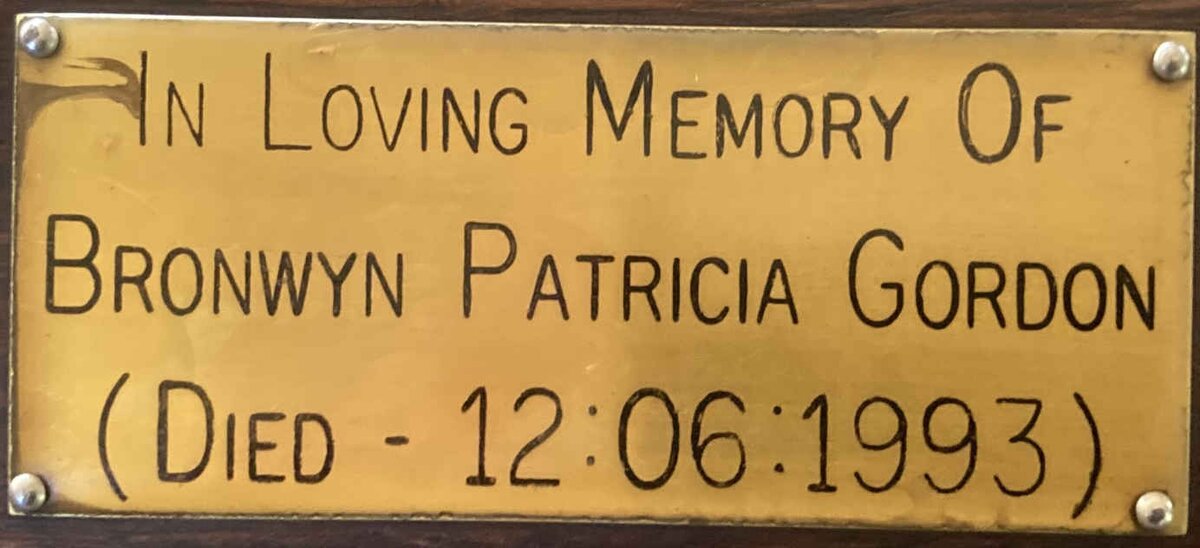 In Loving Memory Of
Bronwyn Patricia Gordon
(Died - 12:06:1993)